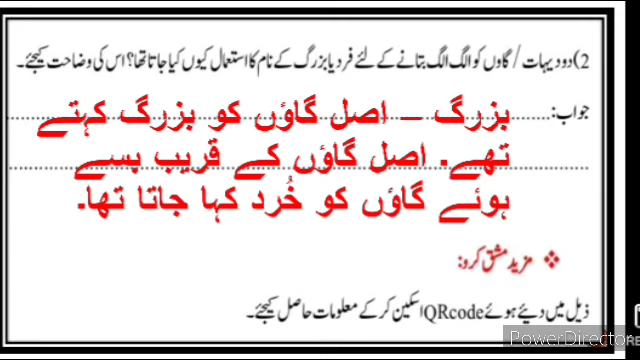 2) دو دیہات / گاوں کو الگ الگ بتانے کے لئے فرد یا بزرگ کے نام کا استعمال کیوں کیا جاتا تھا؟ اس کی وضاحت کیجئے۔
جواب:
بزرگ – اصل گاؤں کو بزرگ کہتے
تھے۔ اصل گاؤں کے قریب بسے
ہوئے گاؤں کو خُرد کہا جاتا تھا۔
❖ مزید مشق کرو:
ذیل میں دیئے ہوئے QRcode اسکین کرکے معلومات حاصل کیجئے۔
PowerDirector